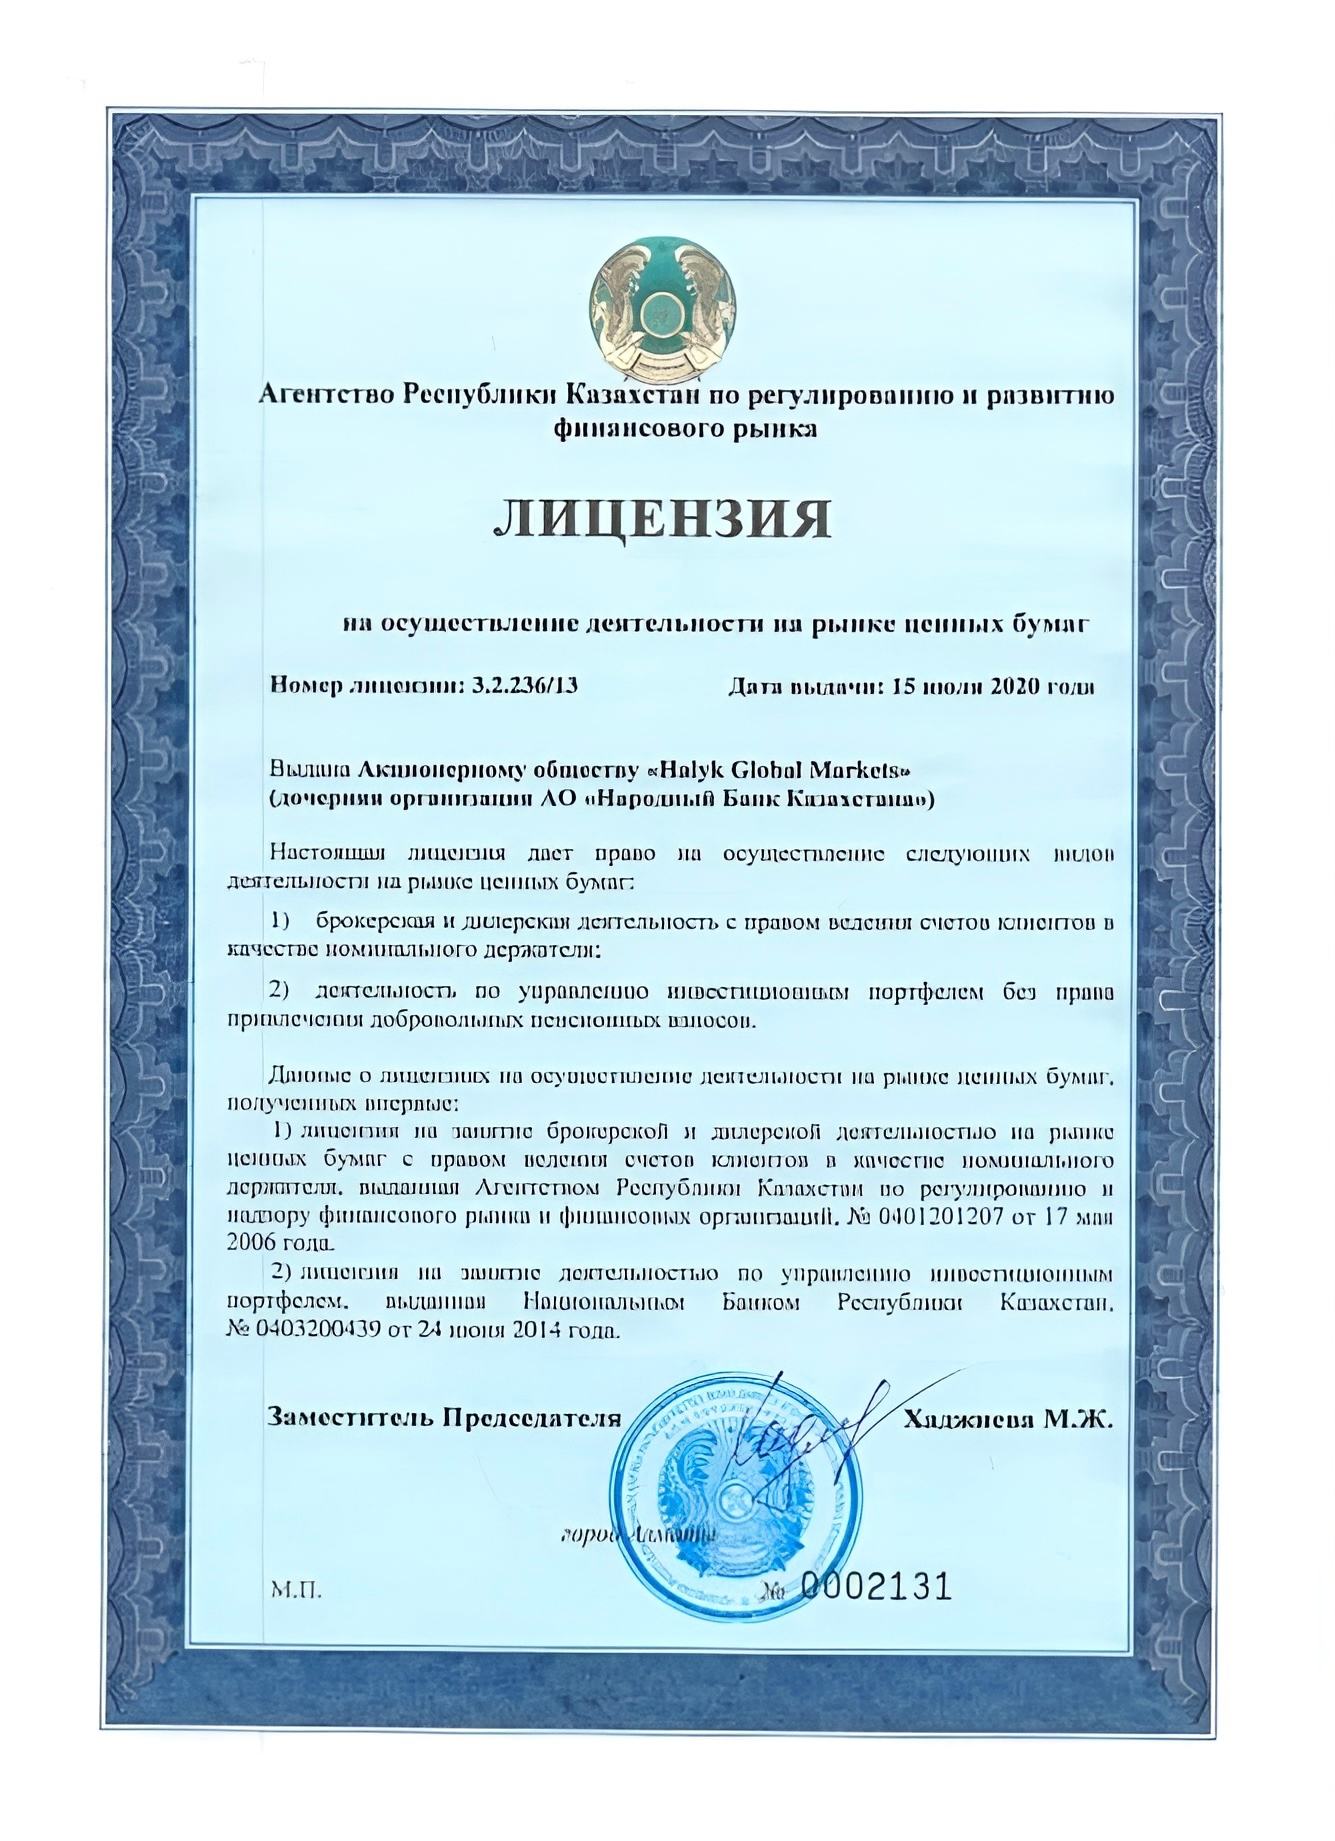 Агентство Республики Казахстан по регулированию и развитию
финансового рынка
ЛИЦЕНЗИЯ
на осуществление деятельности на рынке ценных бумаг
Номер лицензии: 3.2.236/13 Дата выдачи: 15 июля 2020 года
Выдана Акционерному обществу «Halyk Global Markets»
(дочерняя организация АО «Народный Банк Казахстана»)
Настоящая лицензия дает право на осуществление следующих видов
деятельности на рынке ценных бумаг:
1) брокерская и дилерская деятельность с правом ведения счетов клиентов в
качестве номинального держателя;
2) деятельность по управлению инвестиционным портфелем без права
привлечения добровольных пенсионных взносов.
Данные о лицензиях на осуществление деятельности на рынке ценных бумаг,
полученных впервые:
1) лицензия на занятие брокерской и дилерской деятельностью на рынке
ценных бумаг с правом ведения счетов клиентов в качестве номинального
держателя, выданная Агентством Республики Казахстан по регулированию и
надзору финансового рынка и финансовых организаций, № 0401201207 от 17 мая
2006 года.
2) лицензия на занятие деятельностью по управлению инвестиционным
портфелем, выданная Национальным Банком Республики Казахстан,
№ 0403200439 от 24 июня 2014 года.
Заместитель Председателя Хаджиева М.Ж.
город Алматы
М.П. № 0002131